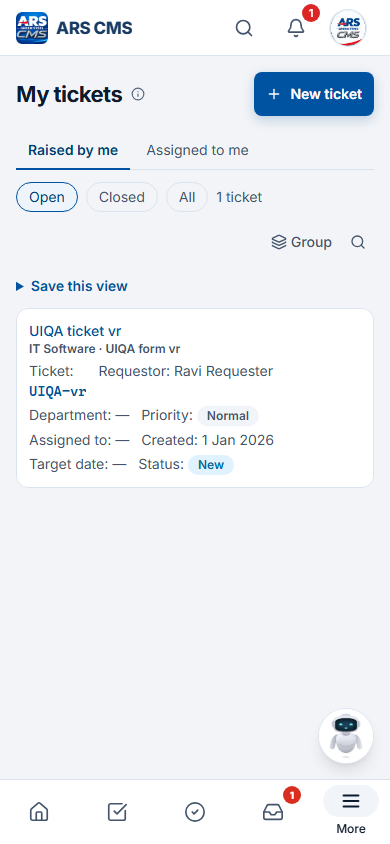 ARS CMS
1
My tickets
+ New ticket
Raised by me
Assigned to me
Open
Closed
All
1 ticket
Group
Save this view
UIQA ticket vr
IT Software · UIQA form vr
Ticket: Requestor: Ravi Requester
UIQA-vr
Department: — Priority: Normal
Assigned to: — Created: 1 Jan 2026
Target date: — Status: New
1
More